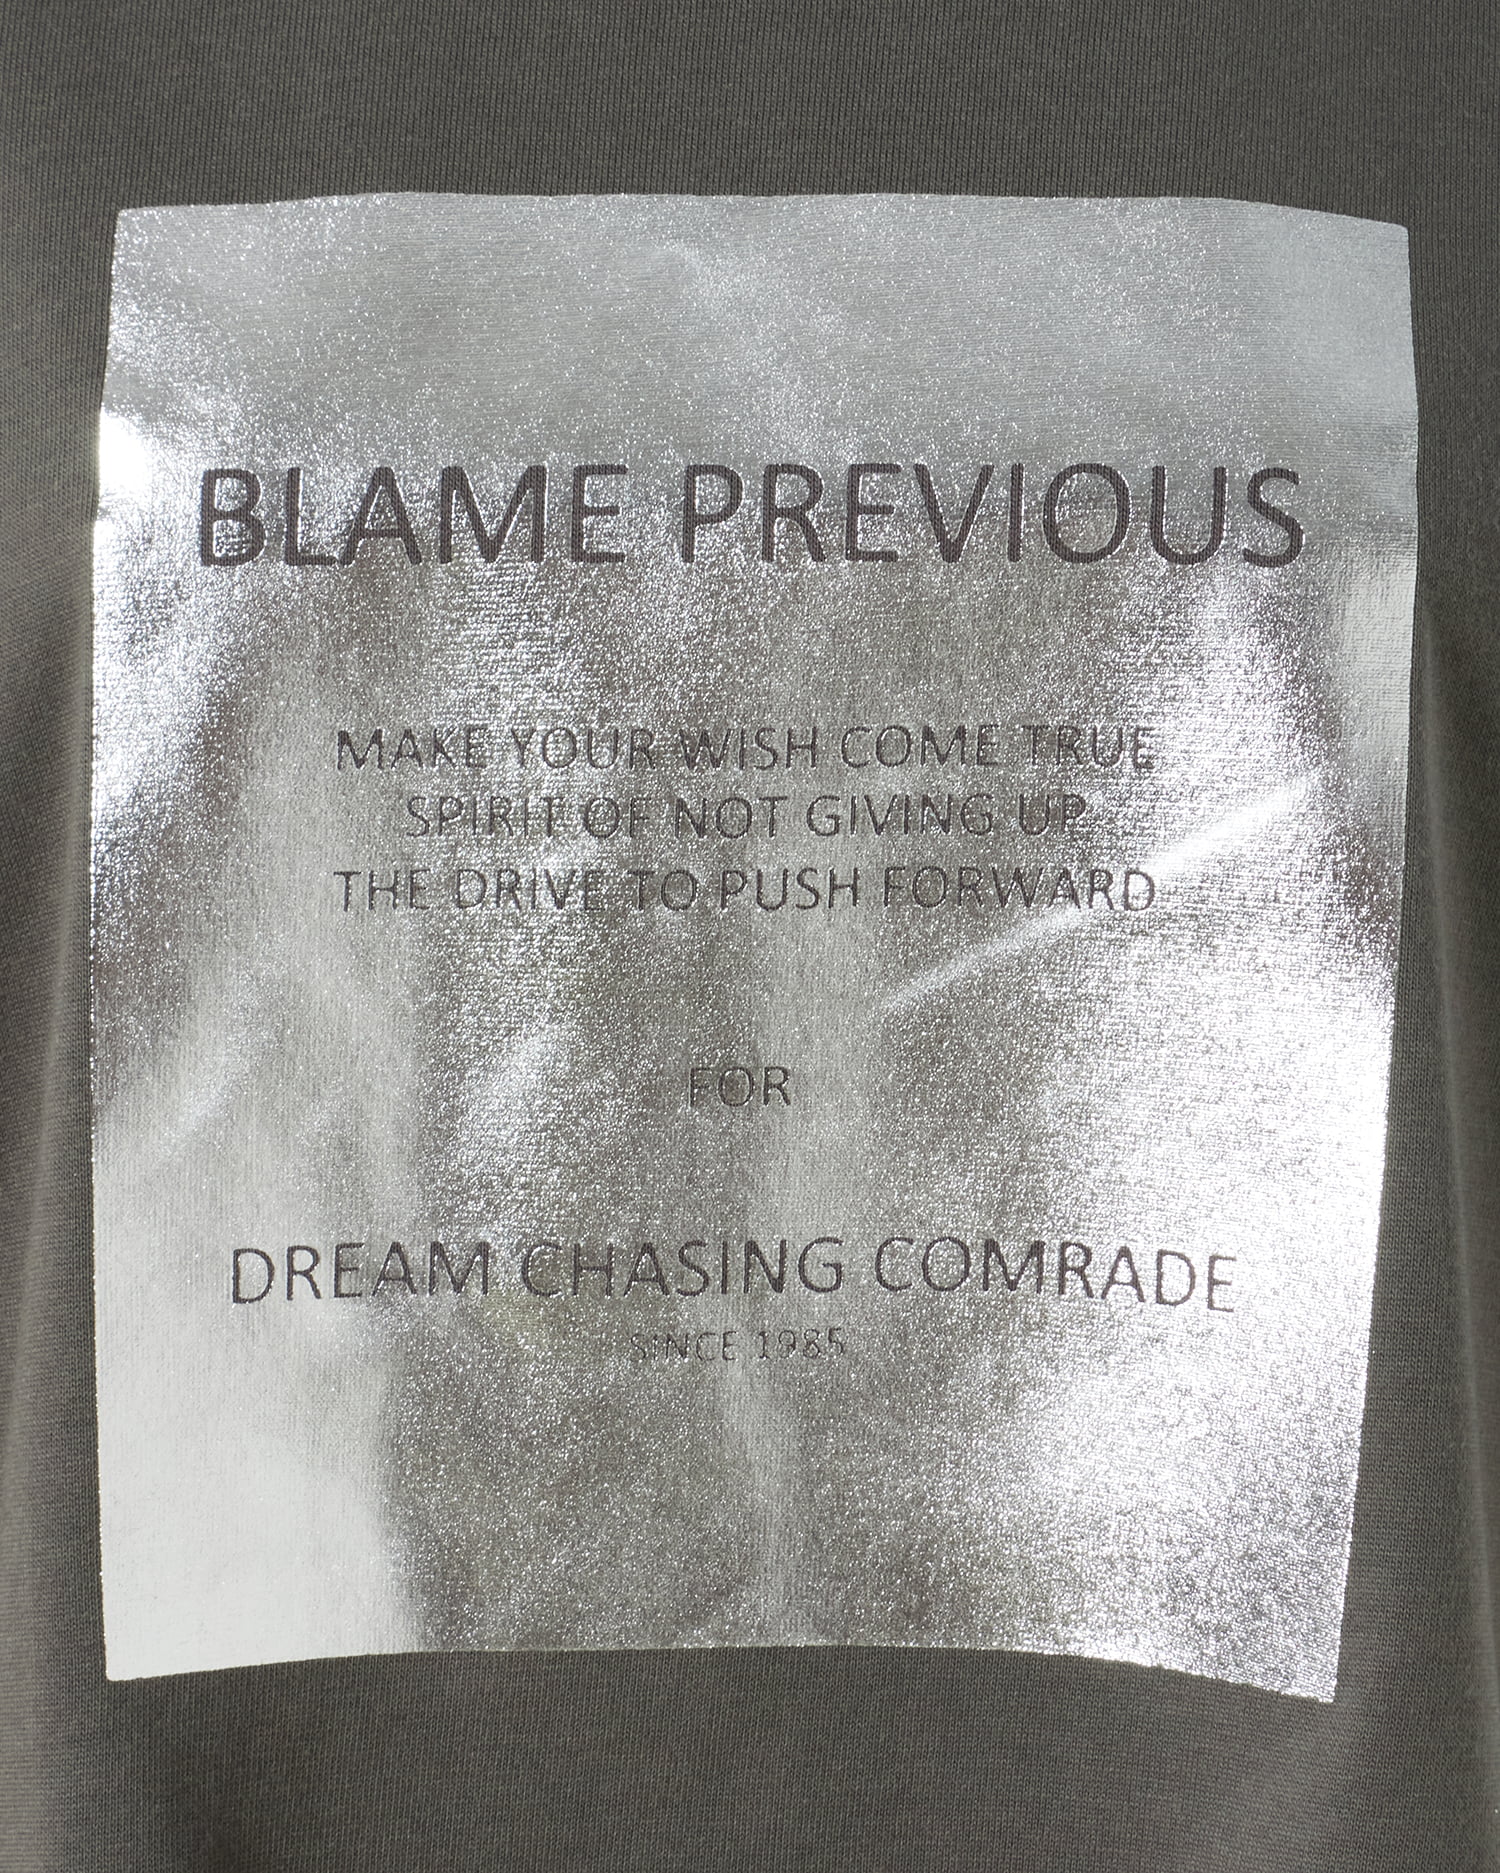 BLAME PREVIOUS
MAKE YOUR WISH COME TRUE
SPIRIT OF NOT GIVING UP
THE DRIVE TO PUSH FORWARD
FOR
DREAM CHASING COMRADE
SINCE 1985